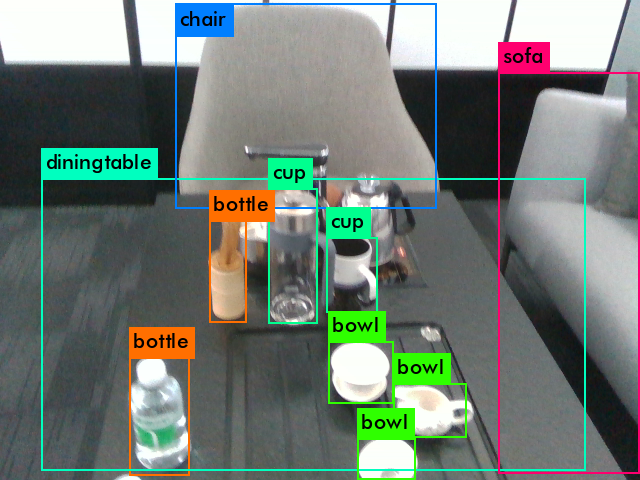 chair
sofa
diningtable
cup
bottle
cup
bowl
bottle
bowl
bowl